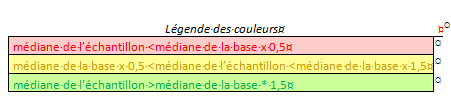 Légende·des·couleurs¤
médiane·de·l’échantillon·<médiane·de·la·base·x·0,5¤
médiane·de·la·base·x·0,5·<médiane·de·l’échantillon·<médiane·de·la·base·x·1,5¤
médiane·de·l’échantillon·>médiane·de·la·base·*·1,5¤